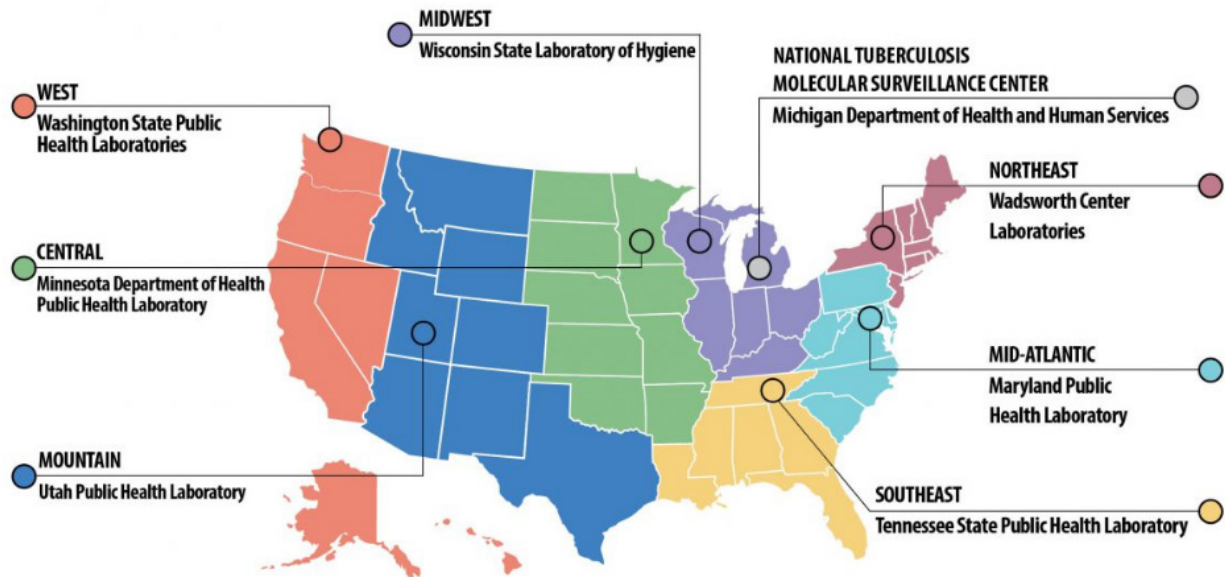 MIDWEST
Wisconsin State Laboratory of Hygiene
NATIONAL TUBERCULOSIS
MOLECULAR SURVEILLANCE CENTER
Michigan Department of Health and Human Services
WEST
Washington State Public
Health Laboratories
NORTHEAST
Wadsworth Center
Laboratories
CENTRAL
Minnesota Department of Health
Public Health Laboratory
MID-ATLANTIC
Maryland Public
Health Laboratory
MOUNTAIN
Utah Public Health Laboratory
SOUTHEAST
Tennessee State Public Health Laboratory